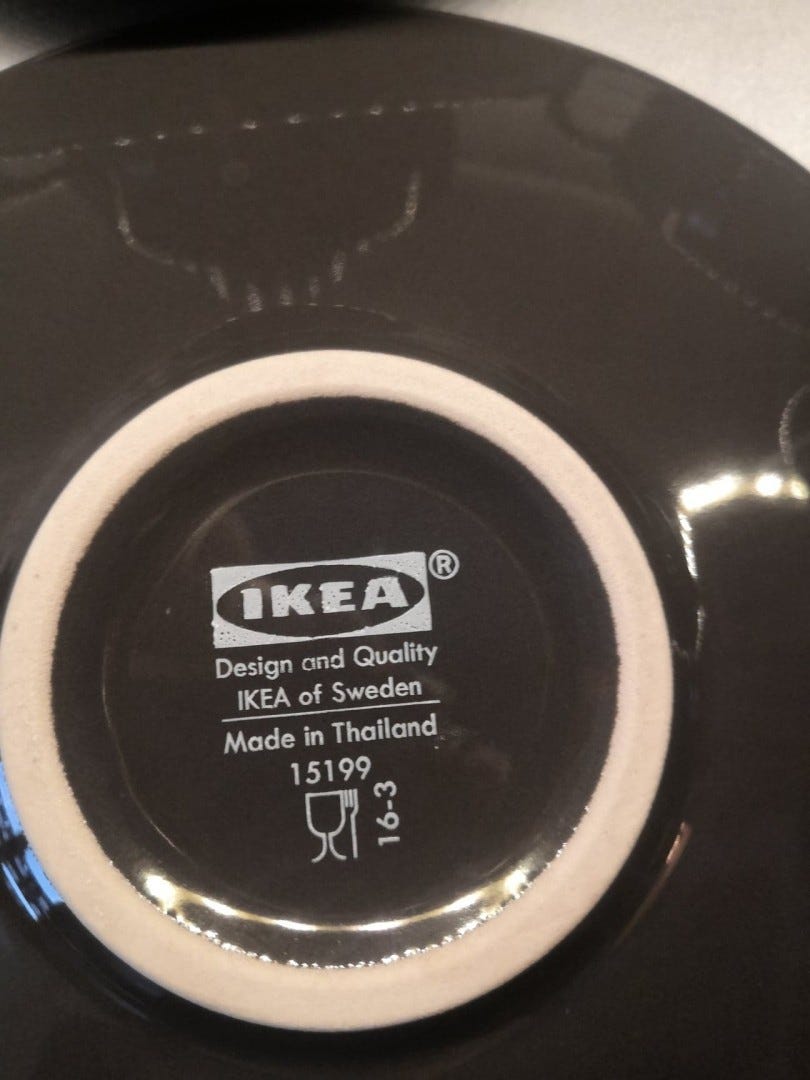 IKEA®
Design and Quality
IKEA of Sweden
Made in Thailand
15199
16-3